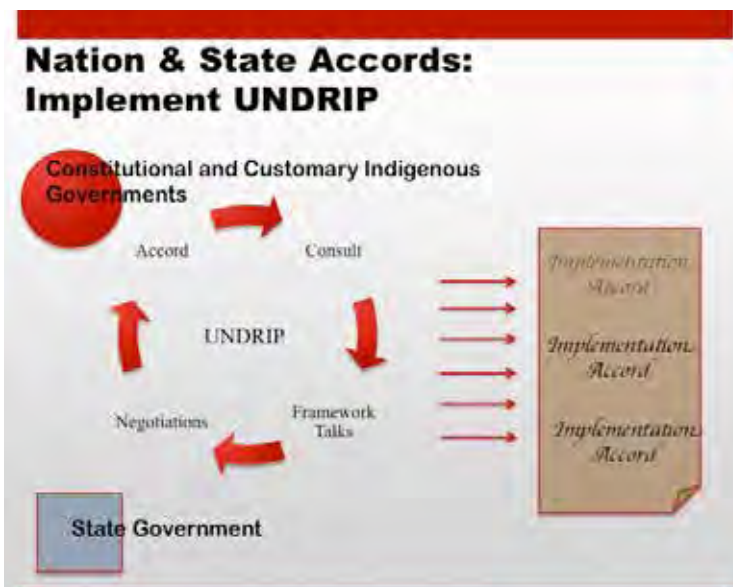 Nation & State Accords:
Implement UNDRIP
Constitutional and Customary Indigenous
Governments
Accord
Consult
UNDRIP
Negotiations
Framework
Talks
Implementation
Accord
Implementation
Accord
Implementation
Accord
State Government